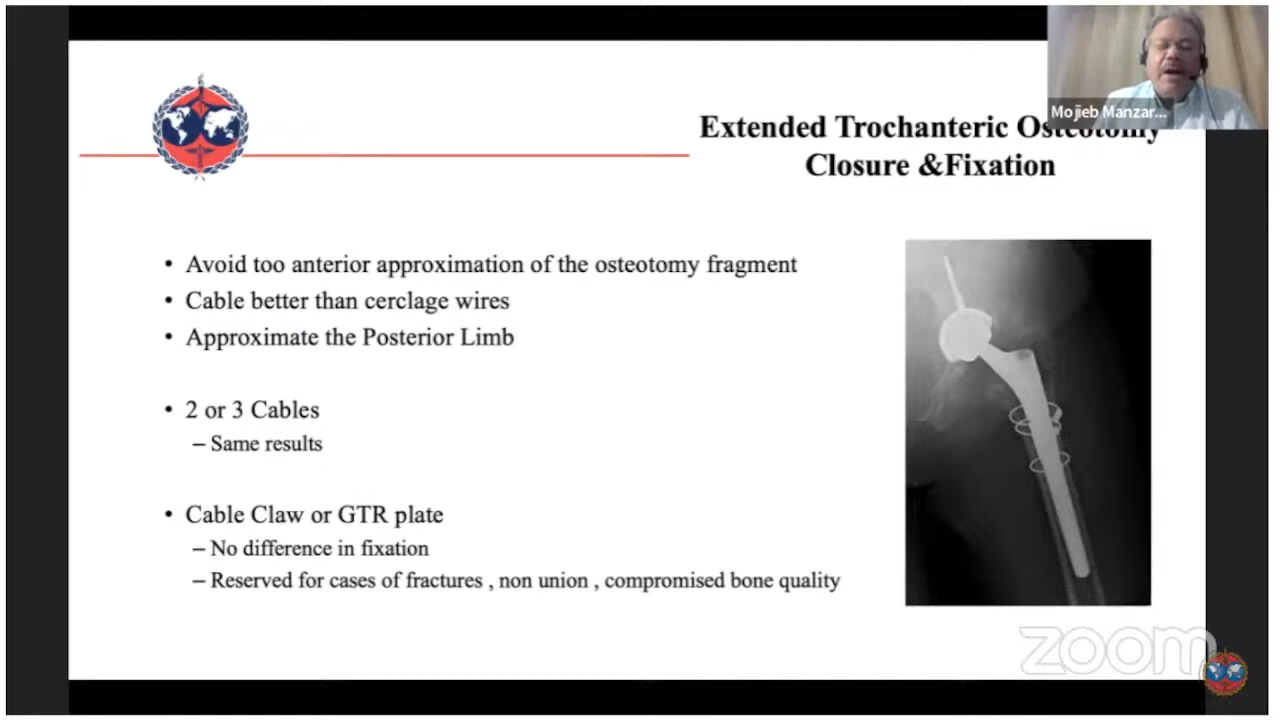 Mojieb Manzar...
Extended Trochanteric Osteotomy
Closure &Fixation
• Avoid too anterior approximation of the osteotomy fragment
• Cable better than cerclage wires
• Approximate the Posterior Limb
• 2 or 3 Cables
– Same results
• Cable Claw or GTR plate
– No difference in fixation
– Reserved for cases of fractures , non union , compromised bone quality
zoom